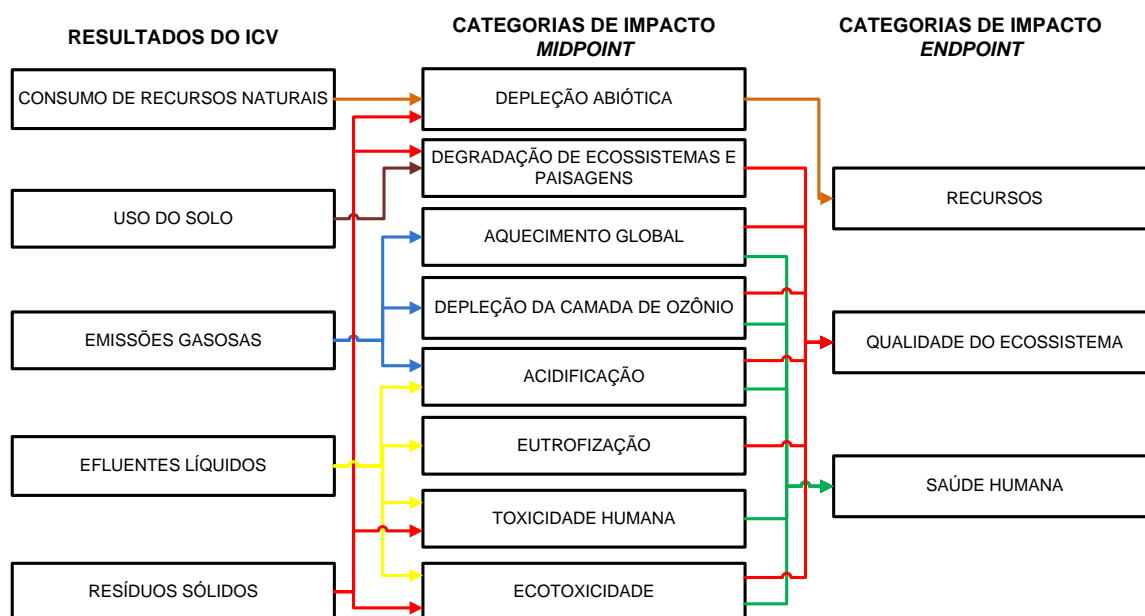 RESULTADOS DO ICV
CONSUMO DE RECURSOS NATURAIS
USO DO SOLO
EMISSÕES GASOSAS
EFLUENTES LÍQUIDOS
RESÍDUOS SÓLIDOS
CATEGORIAS DE IMPACTO
MIDPOINT
DEPLEÇÃO ABIÓTICA
DEGRADAÇÃO DE ECOSSISTEMAS E
PAISAGENS
AQUECIMENTO GLOBAL
DEPLEÇÃO DA CAMADA DE OZÔNIO
ACIDIFICAÇÃO
EUTROFIZAÇÃO
TOXICIDADE HUMANA
ECOTOXICIDADE
CATEGORIAS DE IMPACTO
ENDPOINT
RECURSOS
QUALIDADE DO ECOSSISTEMA
SAÚDE HUMANA